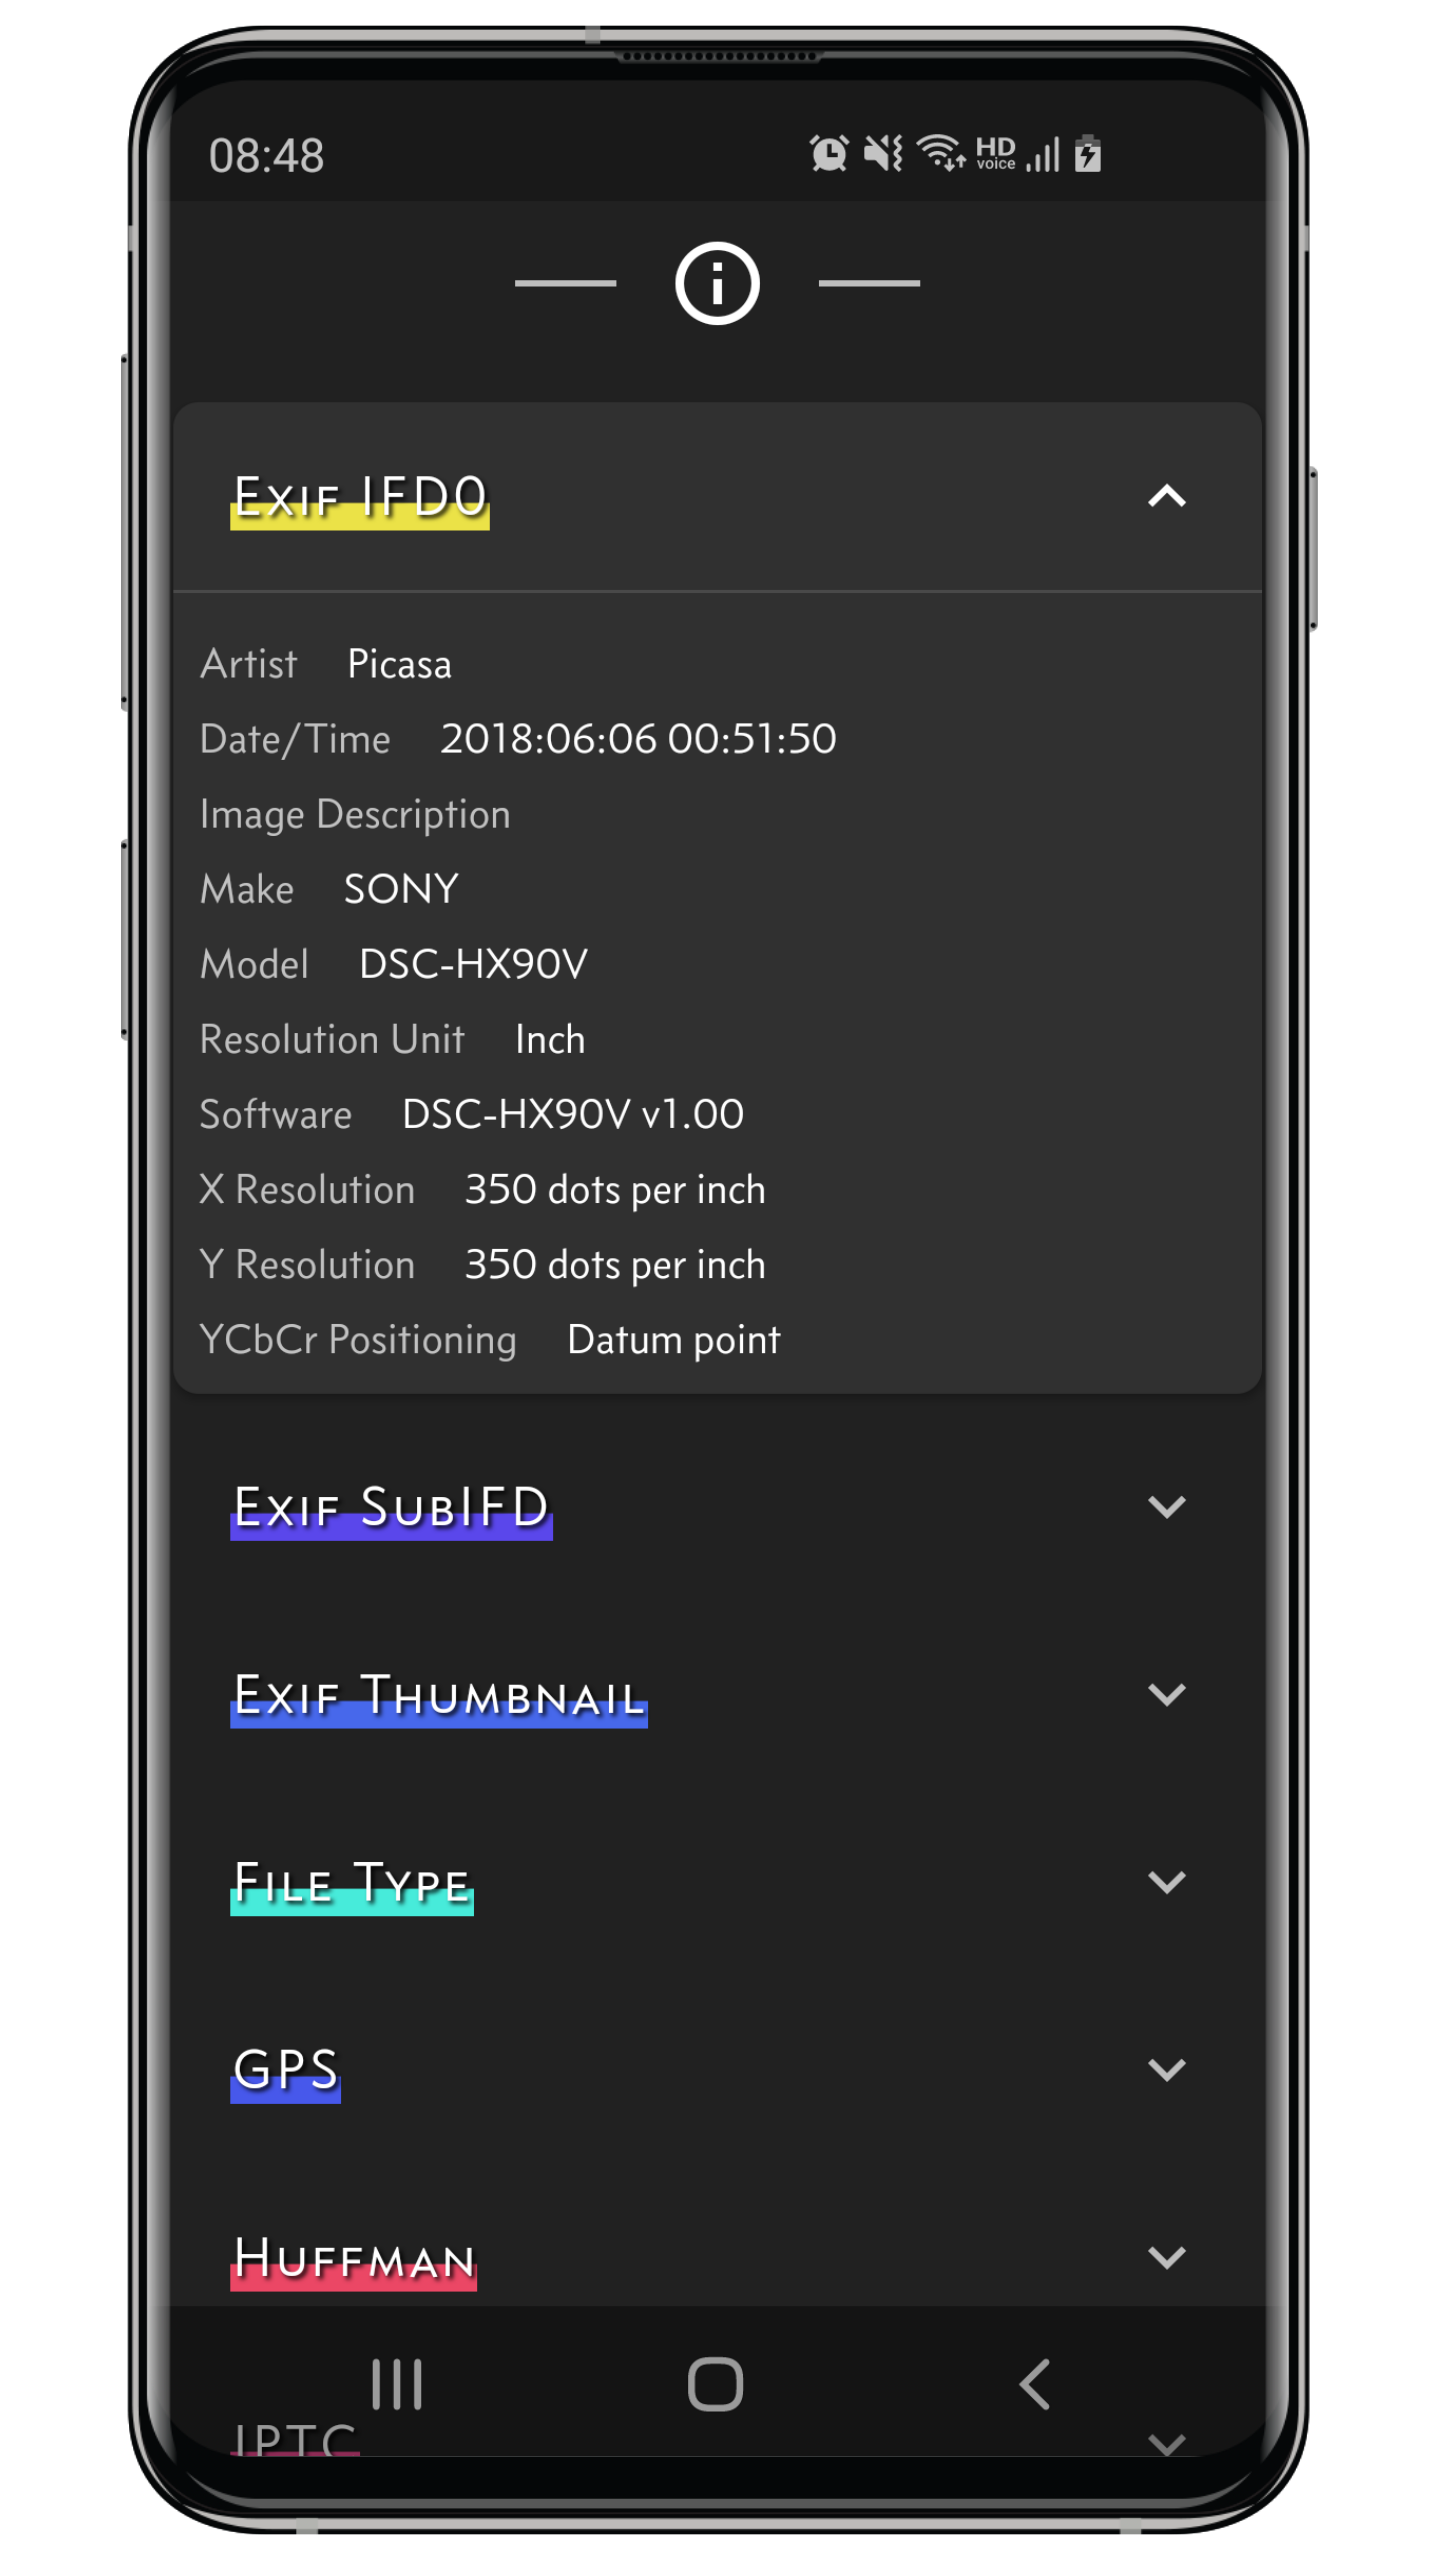 08:48 HD voice
Exif IFD0
Artist Picasa
Date/Time 2018:06:06 00:51:50
Image Description
Make SONY
Model DSC-HX90V
Resolution Unit Inch
Software DSC-HX90V v1.00
X Resolution 350 dots per inch
Y Resolution 350 dots per inch
YCbCr Positioning Datum point
Exif SubIFD
Exif Thumbnail
File Type
GPS
Huffman
IPTC